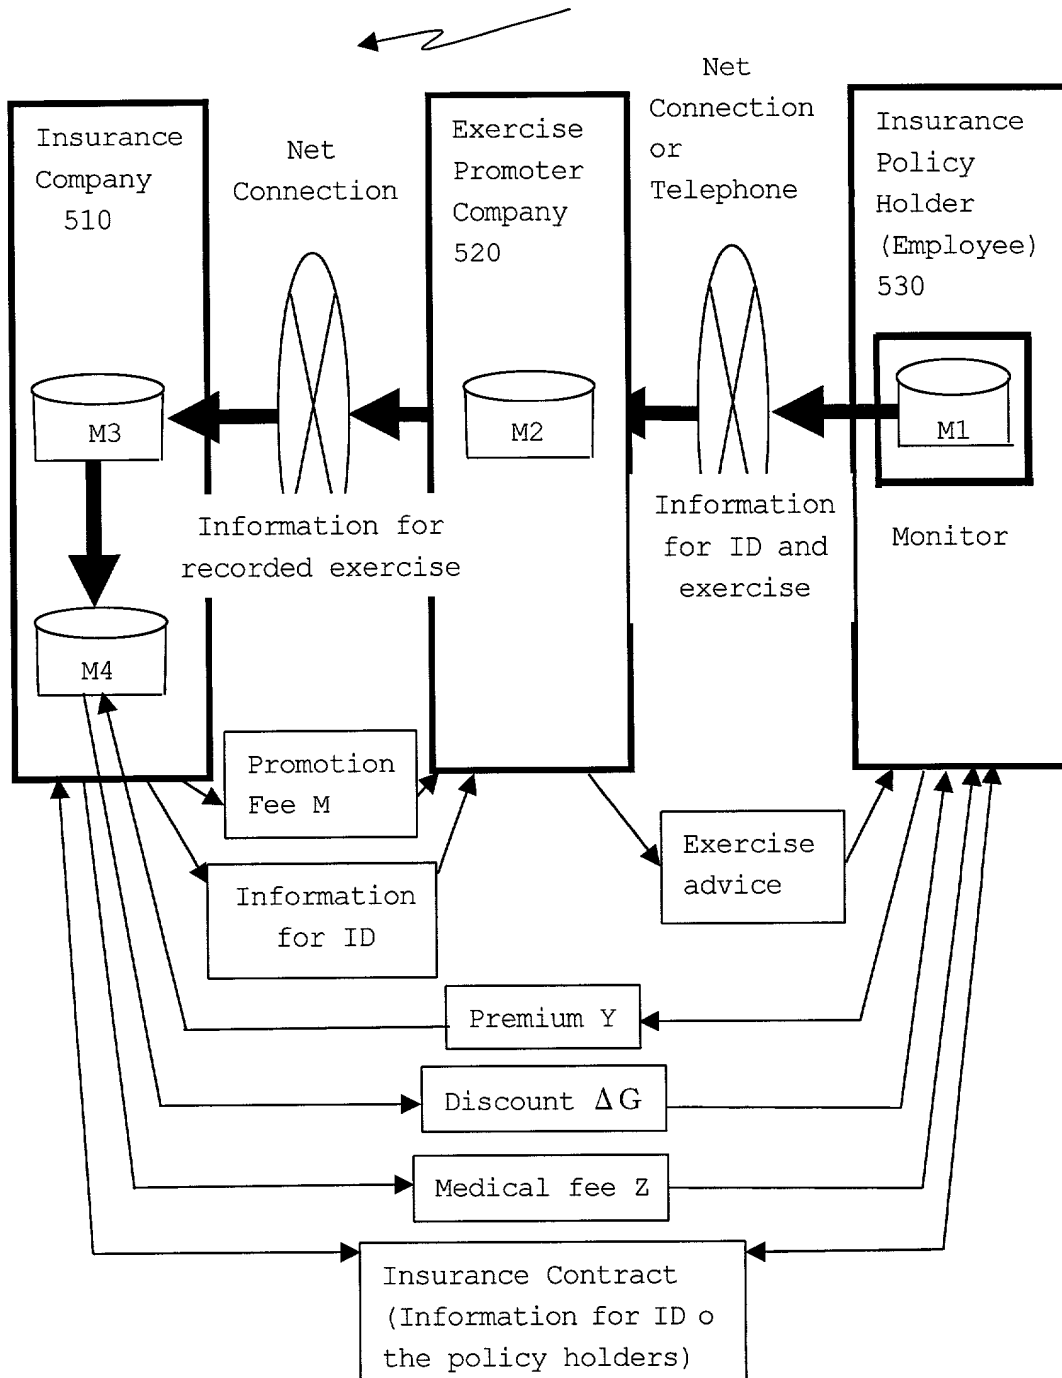 Insurance
Company
510
Net
Connection
Exercise
Promoter
Company
520
Net
Connection
or
Telephone
Insurance
Policy
Holder
(Employee)
530
M3
M2
M1
Information for
recorded exercise
Information
for ID and
exercise
Monitor
M4
Promotion
Fee M
Information
for ID
Exercise
advice
Premium Y
Discount ΔG
Medical fee Z
Insurance Contract
(Information for ID o
the policy holders)